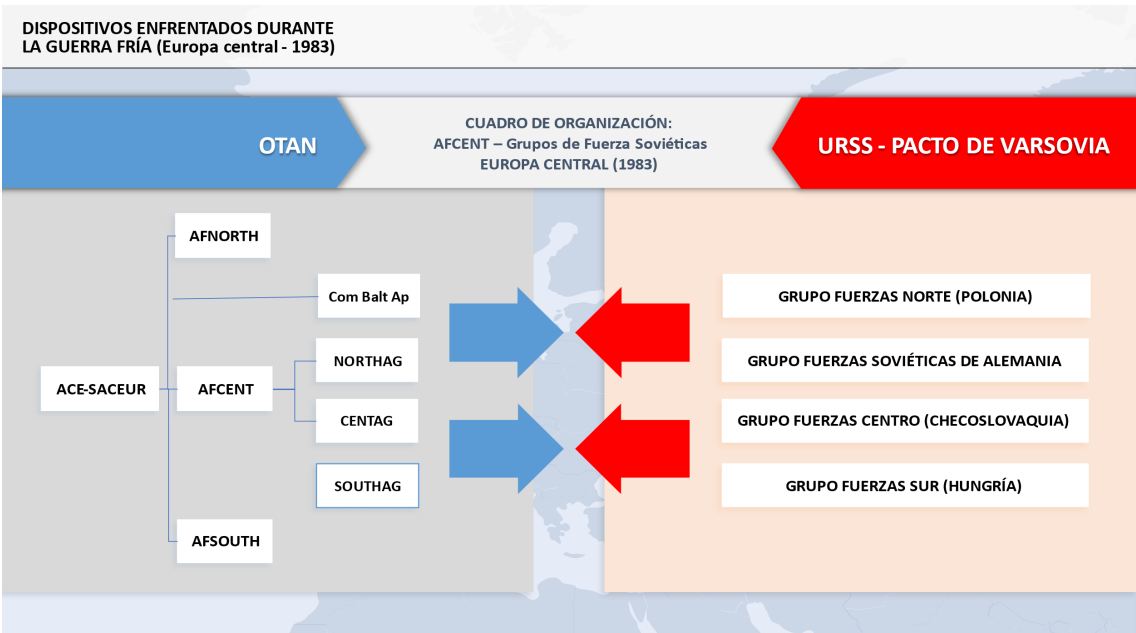 DISPOSITIVOS ENFRENTADOS DURANTE
LA GUERRA FRÍA (Europa central - 1983)
OTAN
CUADRO DE ORGANIZACIÓN:
AFCENT – Grupos de Fuerza Soviéticas
EUROPA CENTRAL (1983)
URSS - PACTO DE VARSOVIA
AFNORTH
Com Balt Ap
NORTHAG
ACE-SACEUR
AFCENT
CENTAG
SOUTHAG
AFSOUTH
GRUPO FUERZAS NORTE (POLONIA)
GRUPO FUERZAS SOVIÉTICAS DE ALEMANIA
GRUPO FUERZAS CENTRO (CHECOSLOVAQUIA)
GRUPO FUERZAS SUR (HUNGRÍA)